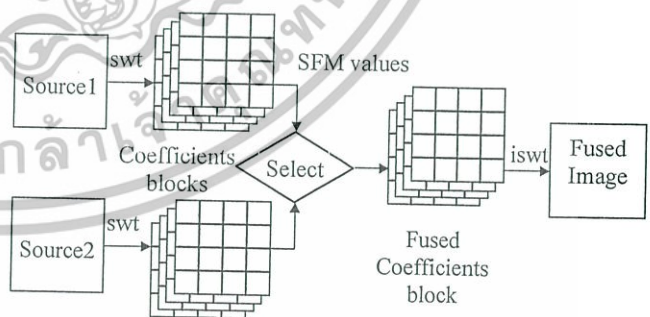 Source1
swt
SFM values
Coefficients
blocks
Select
iswt
Fused
Image
Source2
swt
Fused
Coefficients
block